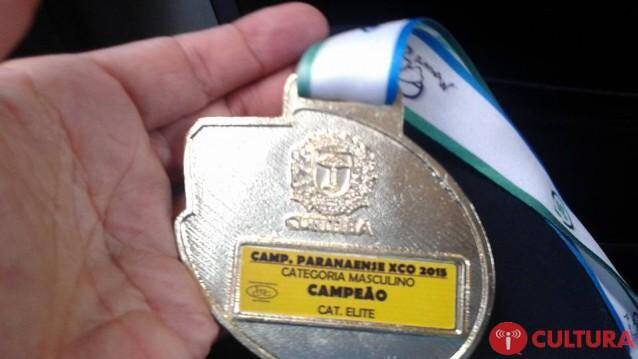 CURITIBA
CAMP. PARANAENSE XCO 2015
CATEGORIA MASCULINO
CAMPEÃO
CAT. ELITE
CULTURA